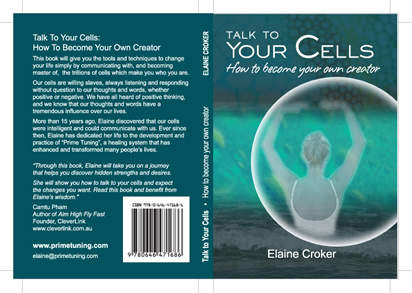 Talk To Your Cells:
How To Become Your Own Creator
This book will give you the tools and techniques to change
your life simply by communicating with, and becoming
master of, the trillions of cells which make you who you are.
Our cells are willing slaves, always listening and responding
without question to our thoughts and words, whether
positive or negative. We have all heard of positive thinking,
and we know that our thoughts and words have a
tremendous influence over our lives.
More than 15 years ago, Elaine discovered that our cells
were intelligent and could communicate with us. Ever since
then, Elaine has dedicated her life to the development and
practice of "Prime Tuning", a healing system that has
enhanced and transformed many people's lives.
"Through this book, Elaine will take you on a journey
that helps you discover hidden strengths and desires.
She will show you how to talk to your cells and expect
the changes you want. Read this book and benefit from
Elaine's wisdom."
Cantu Pham
Author of Aim High Fly Fast
Founder, CleverLink
www.cleverlink.com.au
www.primetuning.com
elaine@primetuning.com
ISBN 978-0-646-47168-6
9 780646 471686
ELAINE CROKER
Talk to Your Cells • How to become your own creator
TALK TO
YOUR CELLS
How to become your own creator
Elaine Croker